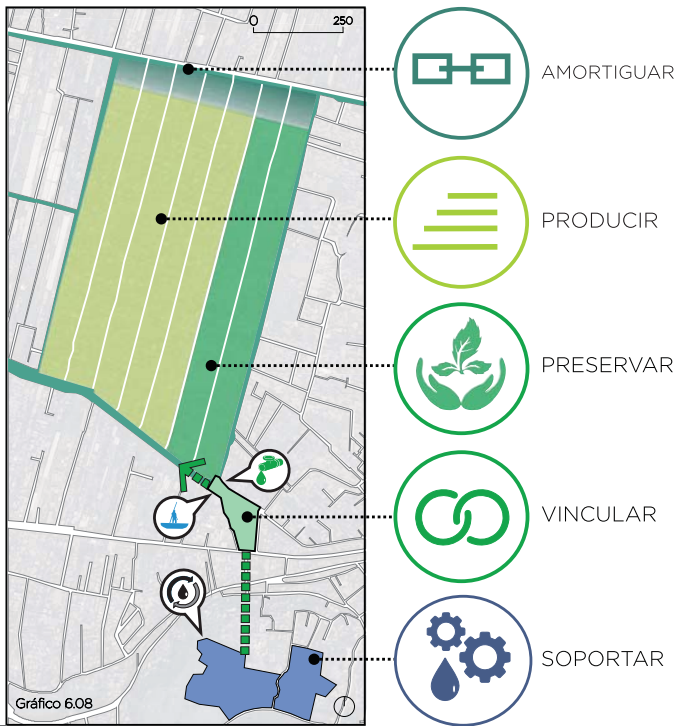 0 250
AMORTIGUAR
PRODUCIR
PRESERVAR
VINCULAR
SOPORTAR
Gráfico 6.08